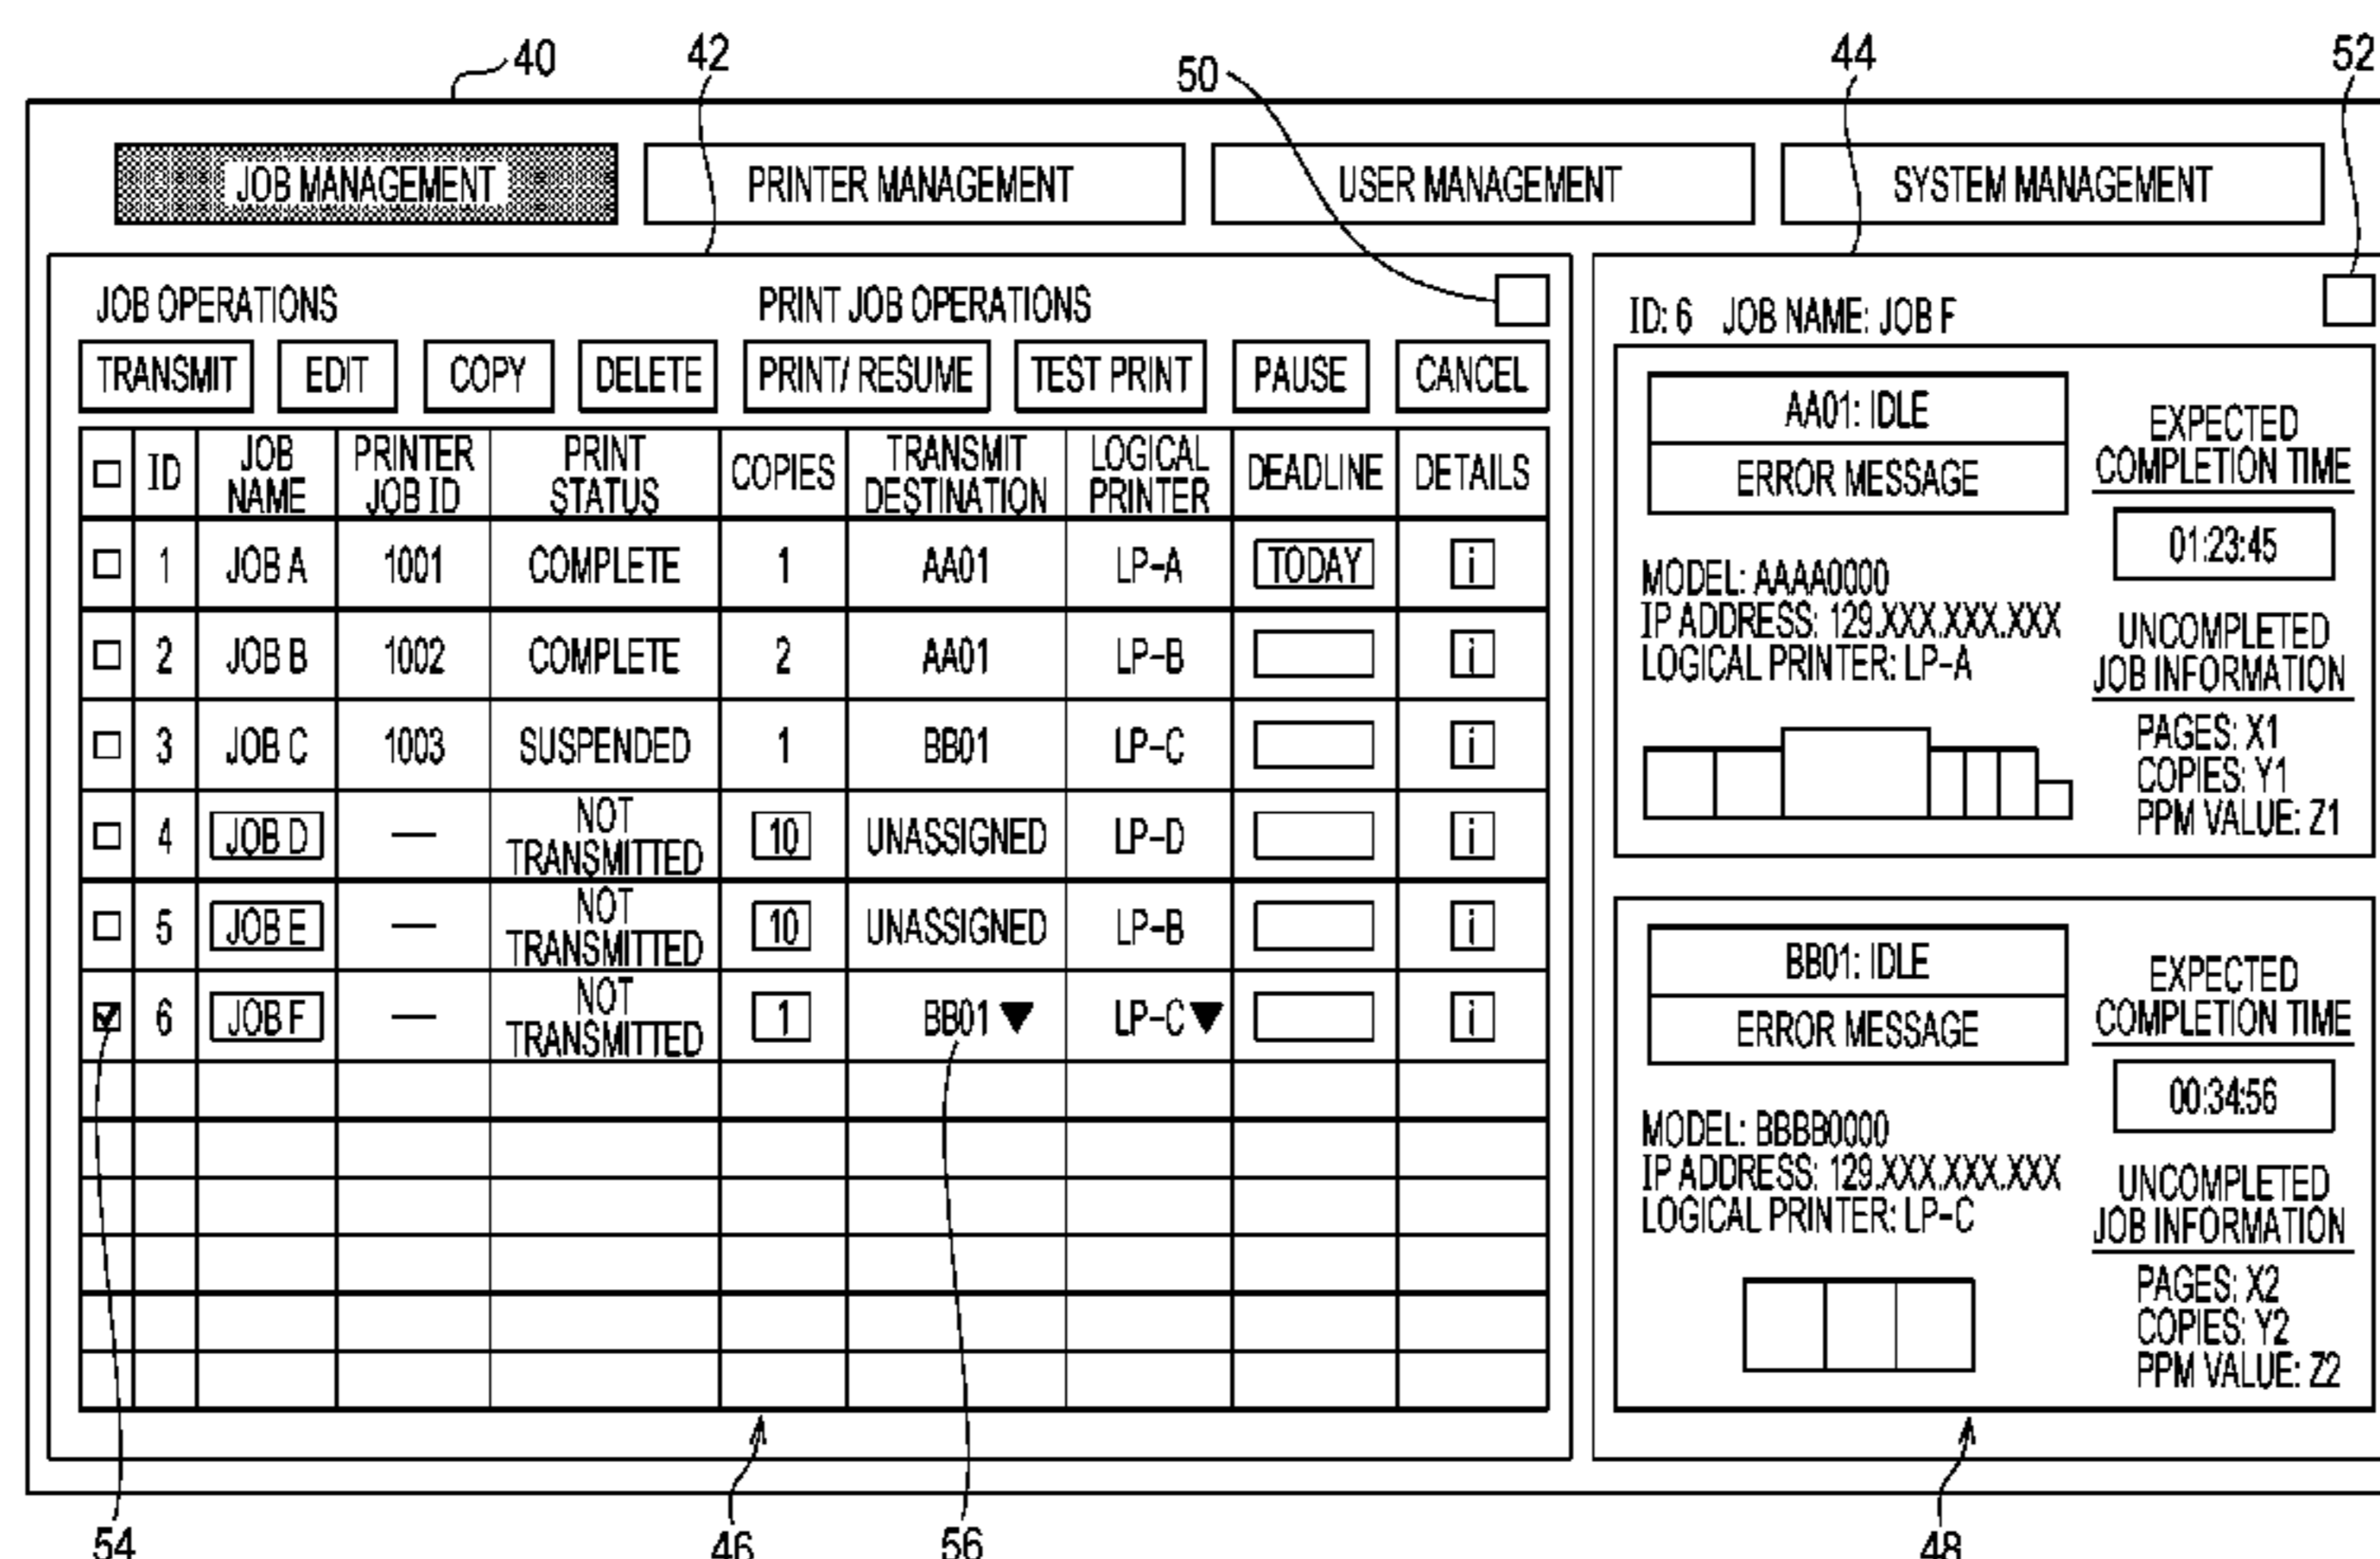 40
42
50
44
52
JOB MANAGEMENT
PRINTER MANAGEMENT
USER MANAGEMENT
SYSTEM MANAGEMENT
JOB OPERATIONS
PRINT JOB OPERATIONS
TRANSMIT
EDIT
COPY
DELETE
PRINT/ RESUME
TEST PRINT
PAUSE
CANCEL
ID
JOB
NAME
PRINTER
JOB ID
PRINT
STATUS
COPIES
TRANSMIT
DESTINATION
LOGICAL
PRINTER
DEADLINE
DETAILS
1 JOB A 1001 COMPLETE 1 AA01 LP-A TODAY i
2 JOB B 1002 COMPLETE 2 AA01 LP-B i
3 JOB C 1003 SUSPENDED 1 BB01 LP-C i
4 JOB D — NOT
TRANSMITTED 10 UNASSIGNED LP-D i
5 JOB E — NOT
TRANSMITTED 10 UNASSIGNED LP-B i
6 JOB F — NOT
TRANSMITTED 1 BB01 ▼ LP-C ▼ i
ID: 6 JOB NAME: JOB F
AA01: IDLE
ERROR MESSAGE
MODEL: AAAA0000
IP ADDRESS: 129.XXX.XXX.XXX
LOGICAL PRINTER: LP-A
EXPECTED
COMPLETION TIME
01:23:45
UNCOMPLETED
JOB INFORMATION
PAGES: X1
COPIES: Y1
PPM VALUE: Z1
BB01: IDLE
ERROR MESSAGE
MODEL: BBBB0000
IP ADDRESS: 129.XXX.XXX.XXX
LOGICAL PRINTER: LP-C
EXPECTED
COMPLETION TIME
00:34:56
UNCOMPLETED
JOB INFORMATION
PAGES: X2
COPIES: Y2
PPM VALUE: Z2
54
46
56
48